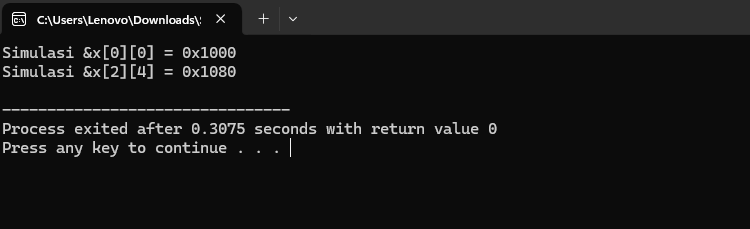 C:\Users\Lenovo\Downloads\
Simulasi &x[0][0] = 0x1000
Simulasi &x[2][4] = 0x1080
--------------------------------
Process exited after 0.3075 seconds with return value 0
Press any key to continue . . .